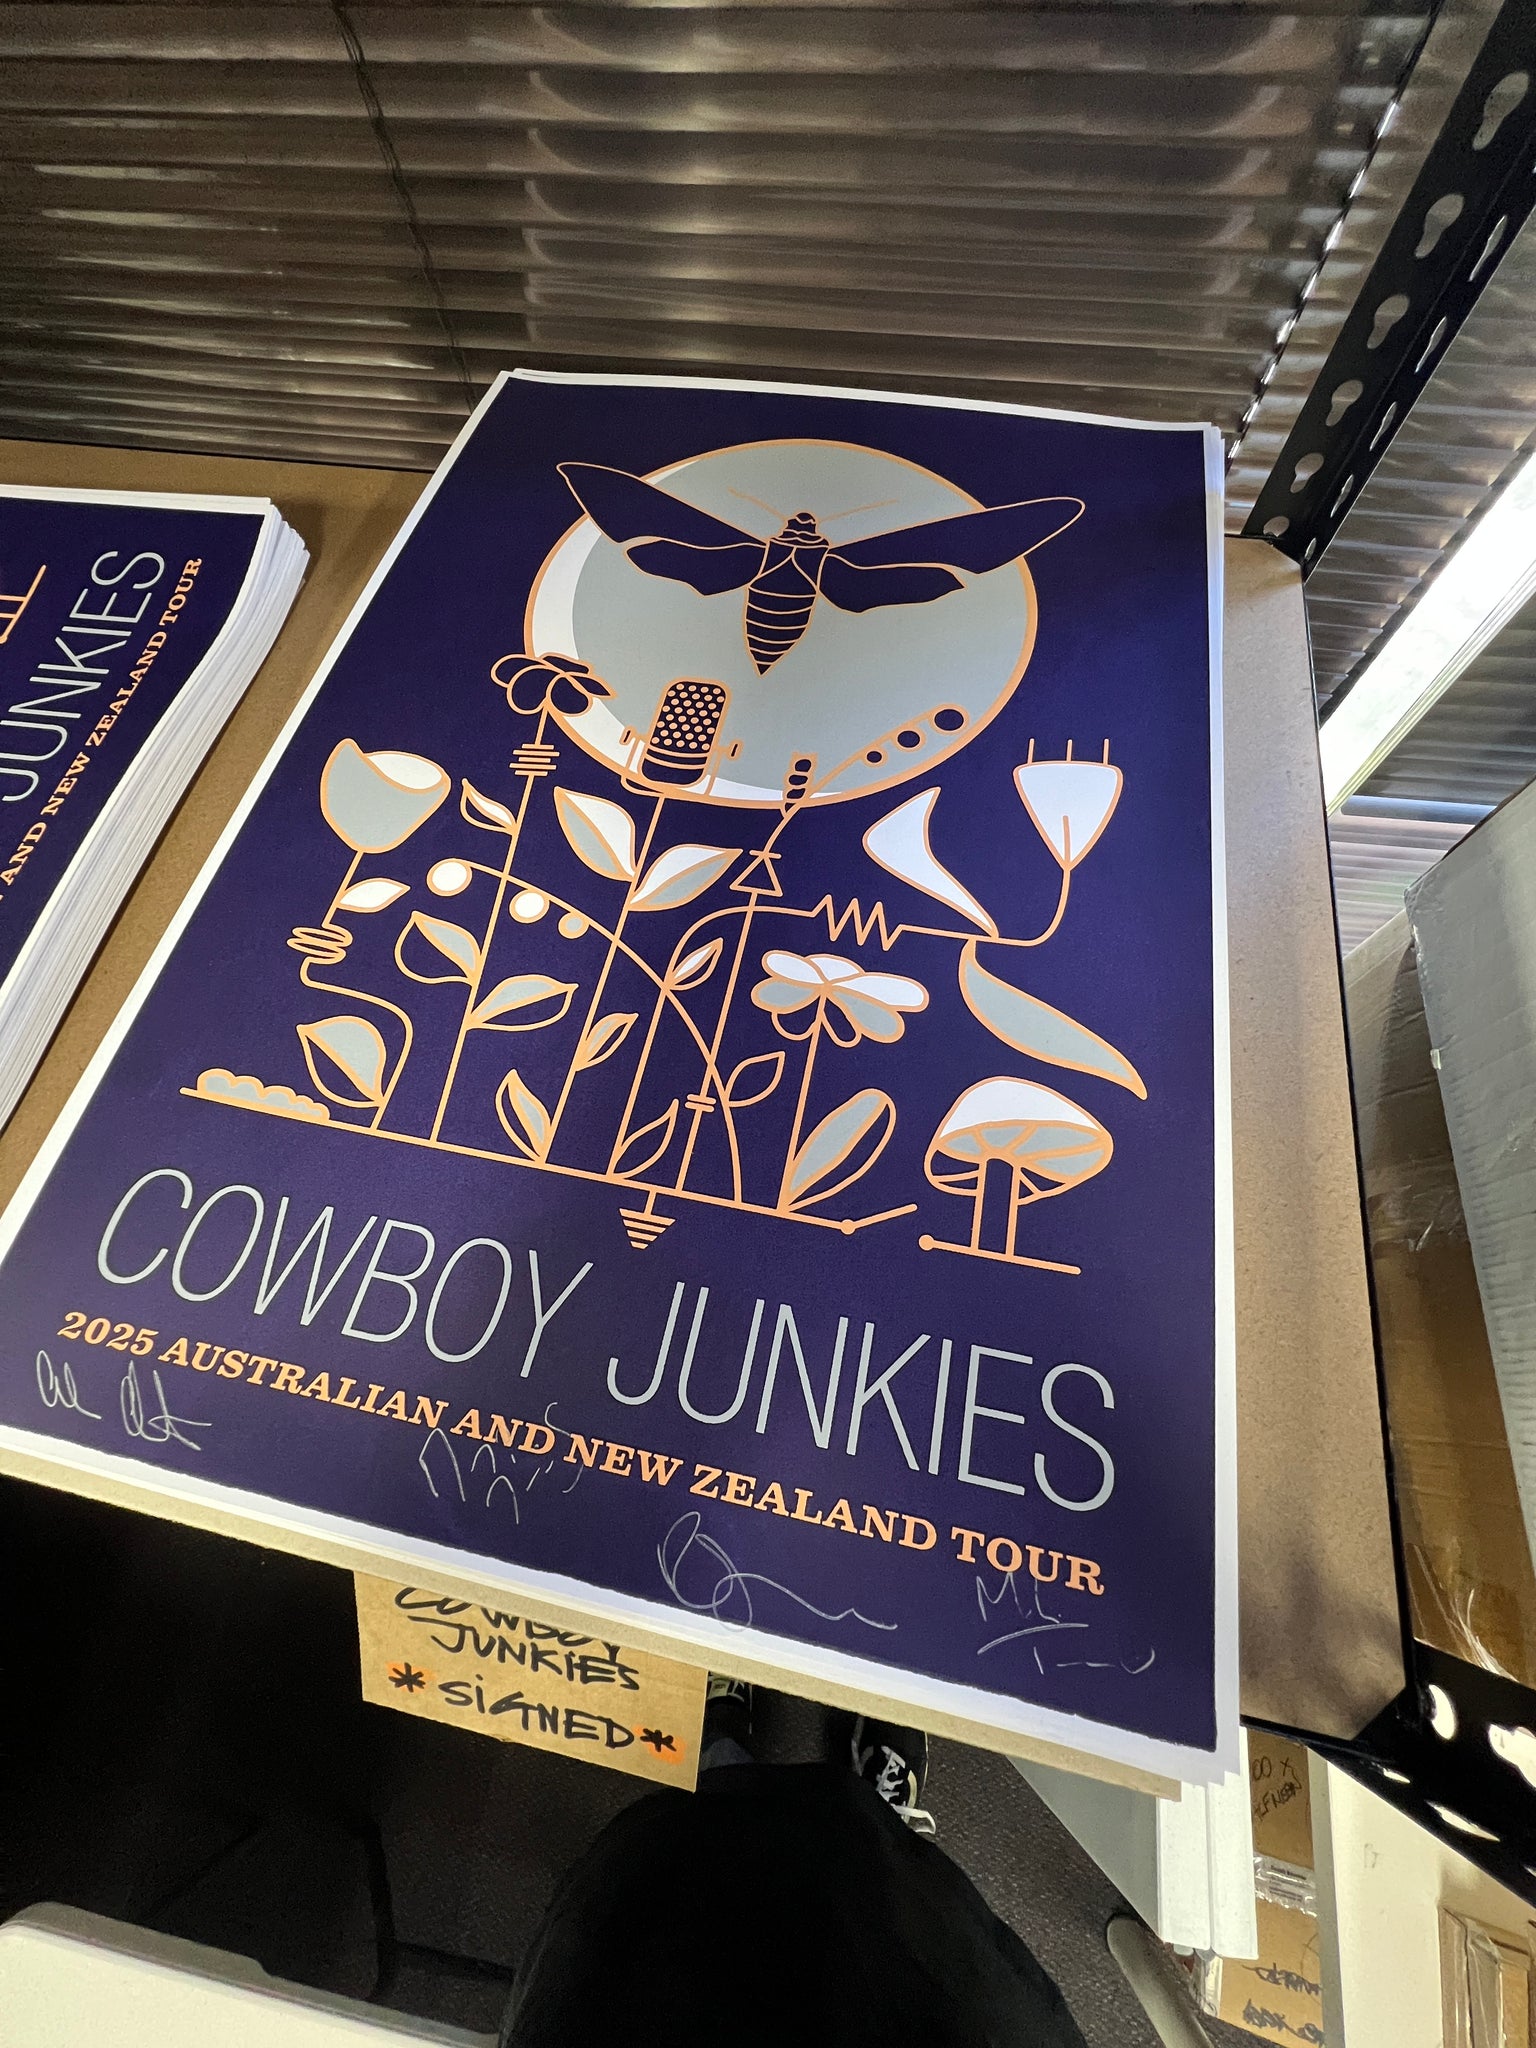 COWBOY JUNKIES
2025 AUSTRALIAN AND NEW ZEALAND TOUR
JUNKIES
AND NEW ZEALAND TOUR
COWBOY
JUNKiES
* SiGNED *